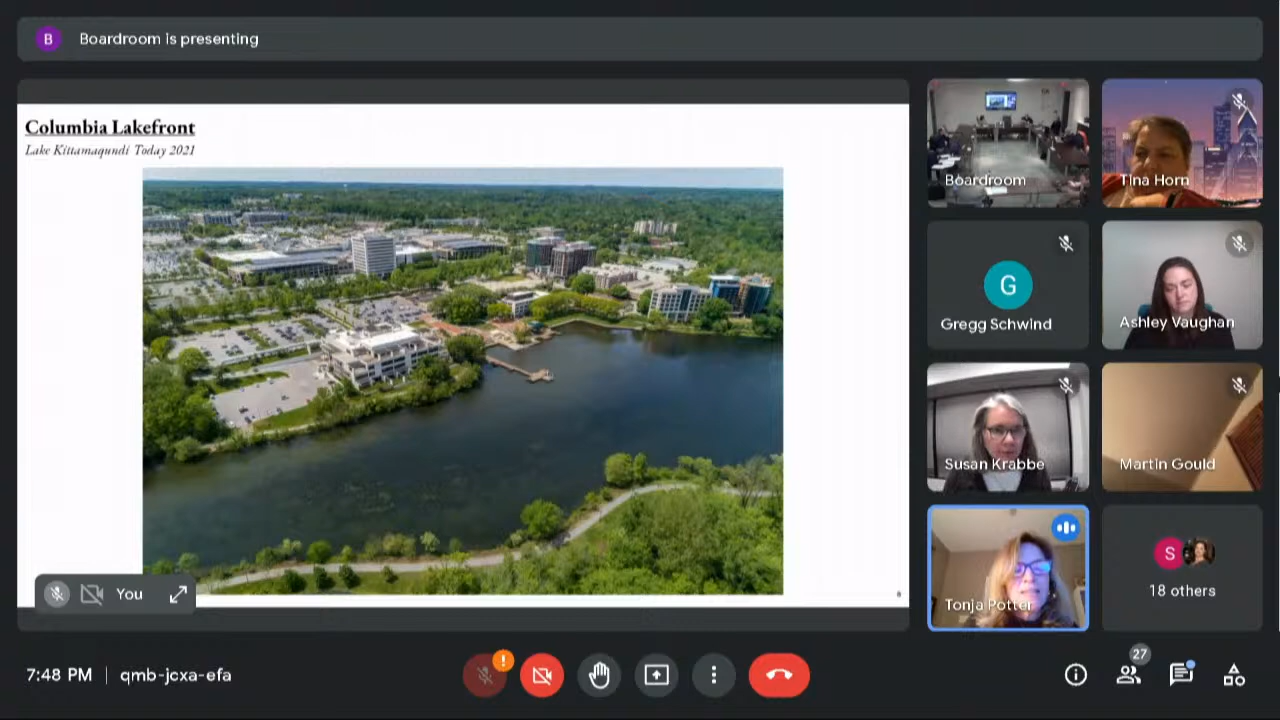 B Boardroom is presenting
Columbia Lakefront
Lake Kittamaqundi Today 2021
Boardroom
Tina Horn
G
Gregg Schwind
Ashley Vaughan
Susan Krabbe
Martin Gould
Tonja Potter
S
18 others
You
7:48 PM | qmb-jcxa-efa
27